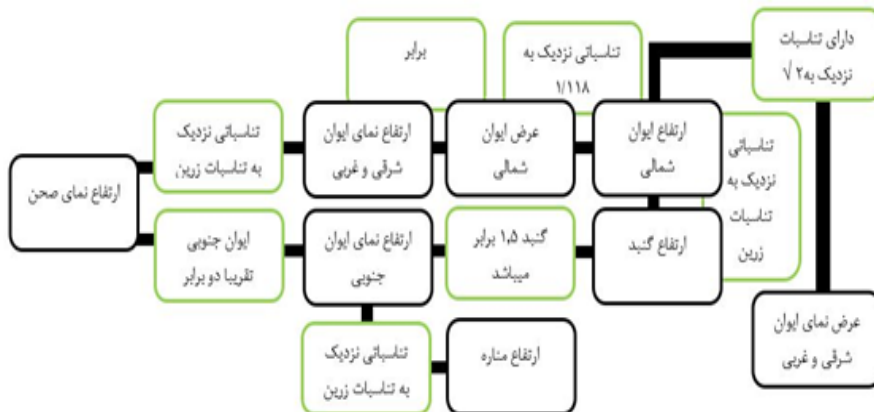 دارای تناسبات
نزدیک به ۲ √
تناسباتی نزدیک به
۱/۱۱۸
برابر
ارتفاع ایوان
شمالی
عرض ایوان
شمالی
ارتفاع نمای ایوان
شرقی و غربی
تناسباتی نزدیک
به تناسبات زرین
ارتفاع نمای صحن
تناسباتی
نزدیک به
تناسبات
زرین
ارتفاع گنبد
گنبد ۱,۵ برابر
میباشد
ارتفاع نمای ایوان
جنوبی
ایوان جنوبی
تقریبا دو برابر
عرض نمای ایوان
شرقی و غربی
ارتفاع مناره
تناسباتی نزدیک
به تناسبات زرین